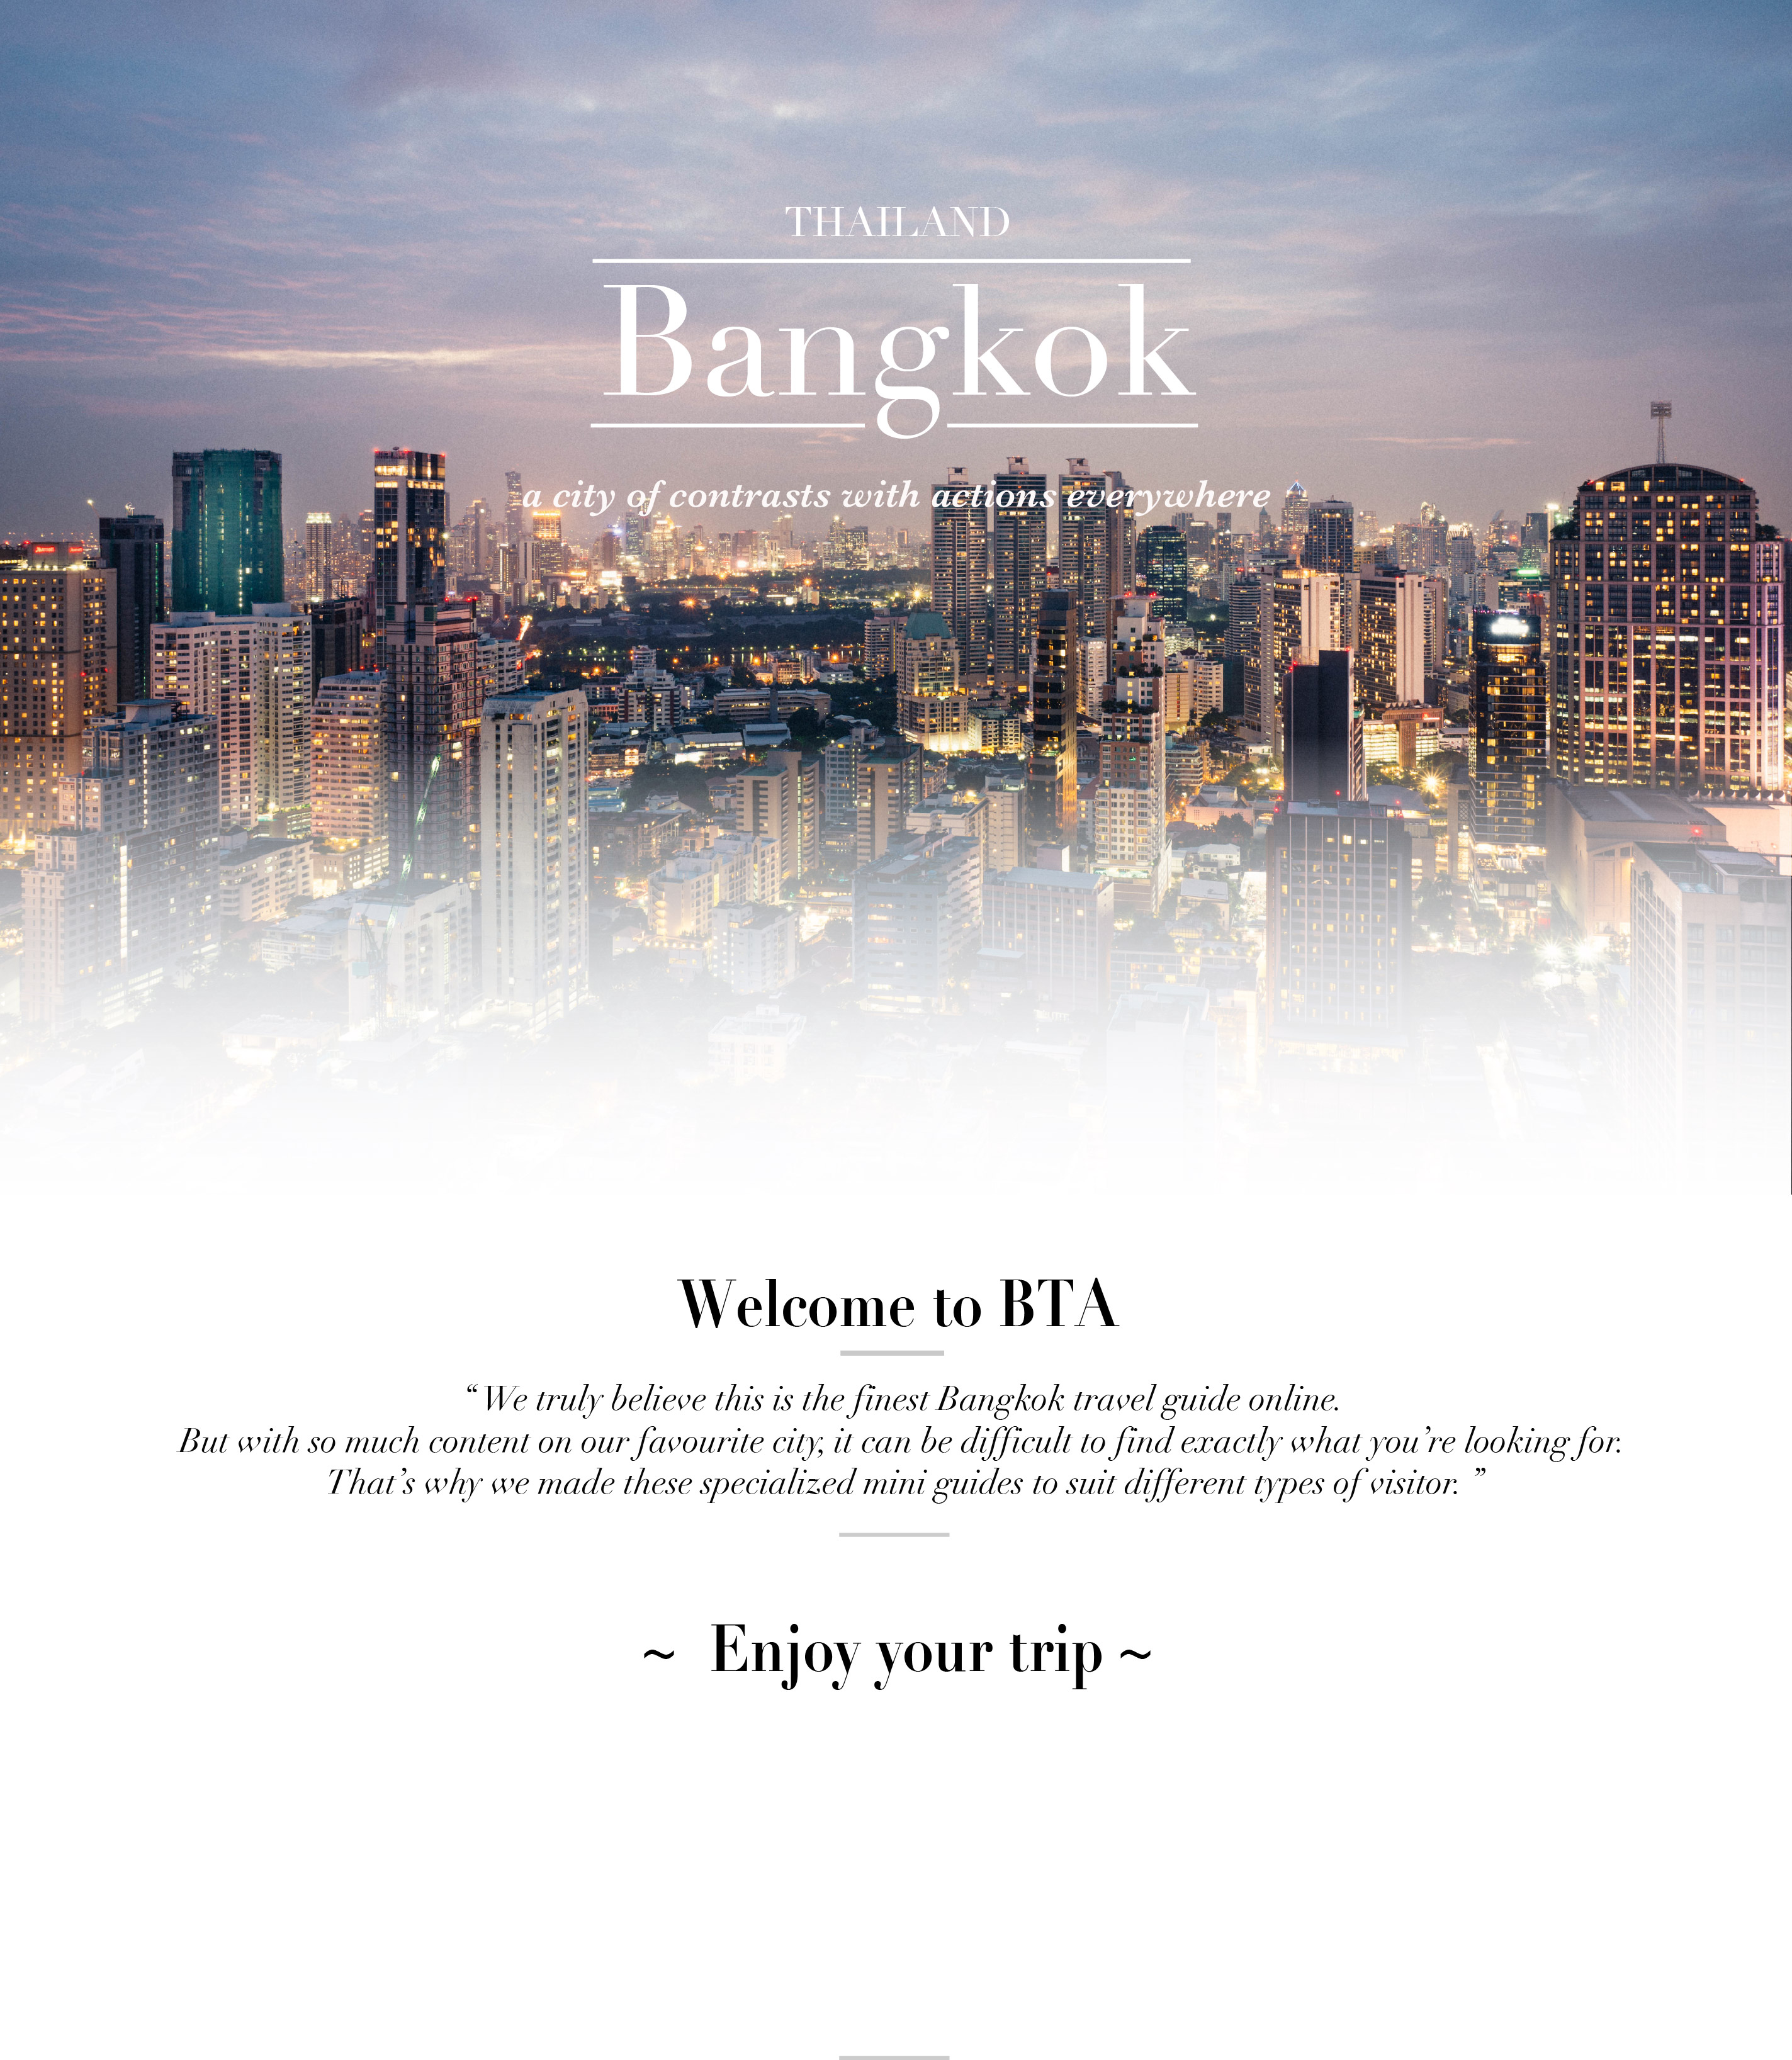 THAILAND
Bangkok
a city of contrasts with actions everywhere
Welcome to BTA
“ We truly believe this is the finest Bangkok travel guide online.
But with so much content on our favourite city, it can be difficult to find exactly what you’re looking for.
That’s why we made these specialized mini guides to suit different types of visitor. ”
~ Enjoy your trip ~